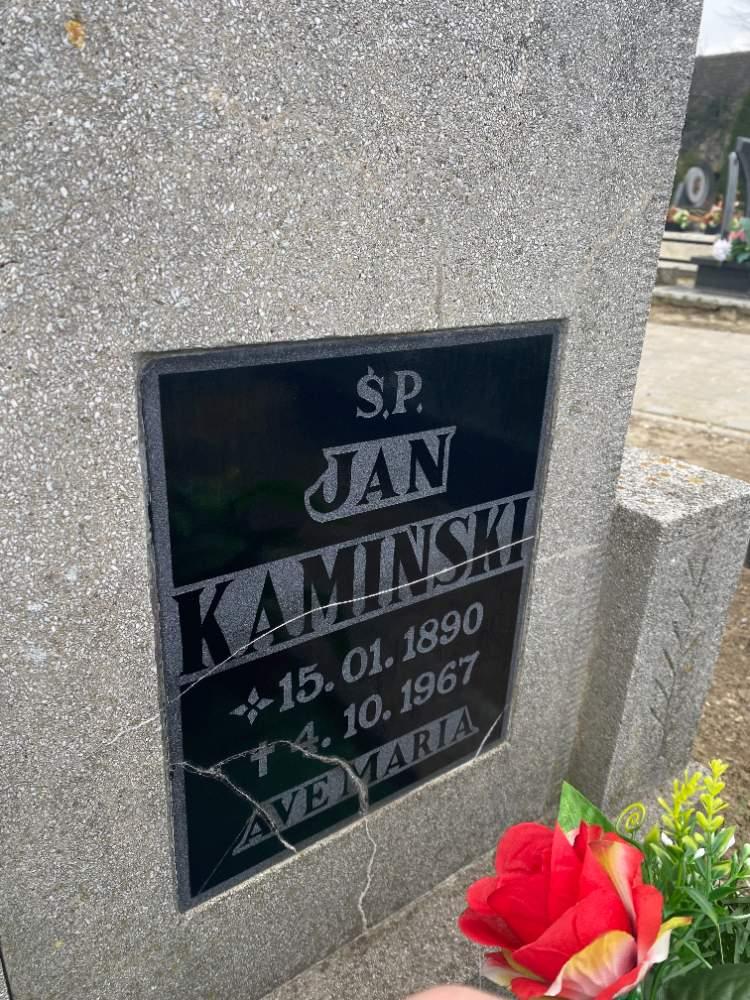 Ś.P.
JAN
KAMIŃSKI
15.01.1890
4.10.1967
AVE MARIA